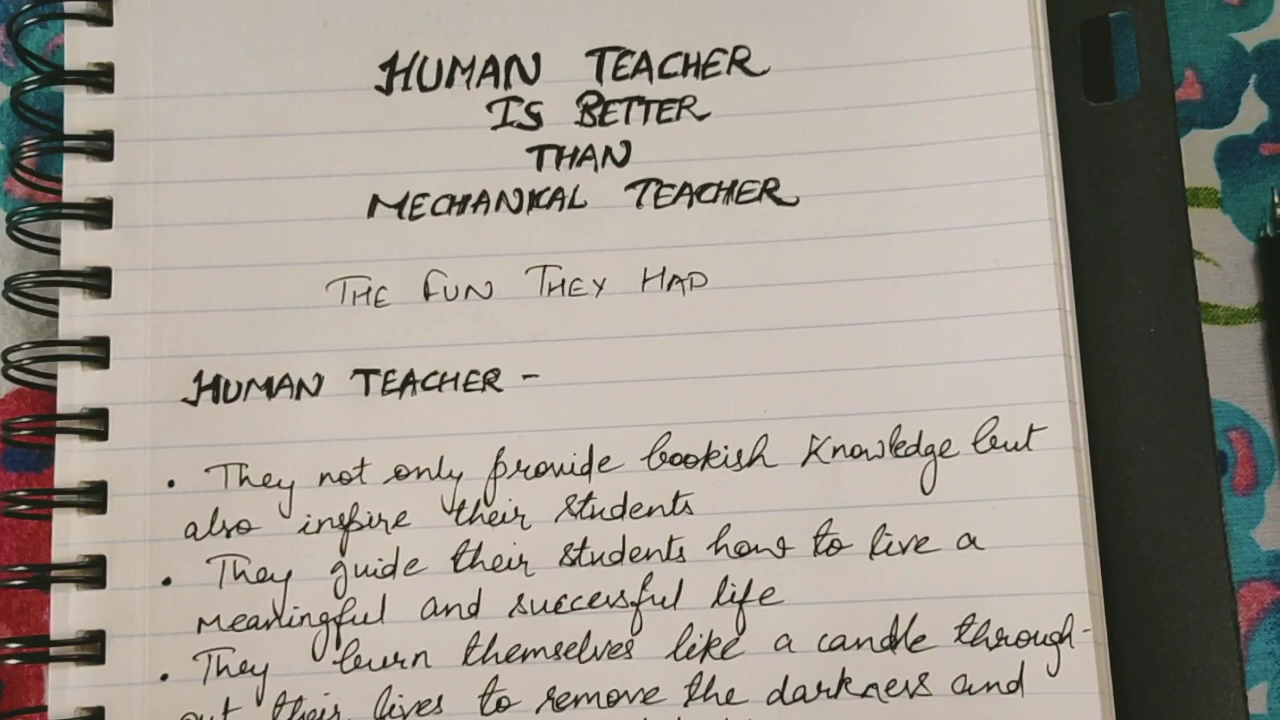 HUMAN TEACHER
IS BETTER
THAN
MECHANICAL TEACHER
THE FUN THEY HAD
HUMAN TEACHER -
. They not only provide bookish knowledge but
also inspire their students
. They guide their students how to live a
meaningful and successful life
. They burn themselves like a candle through-
out their lives to remove the darkness and